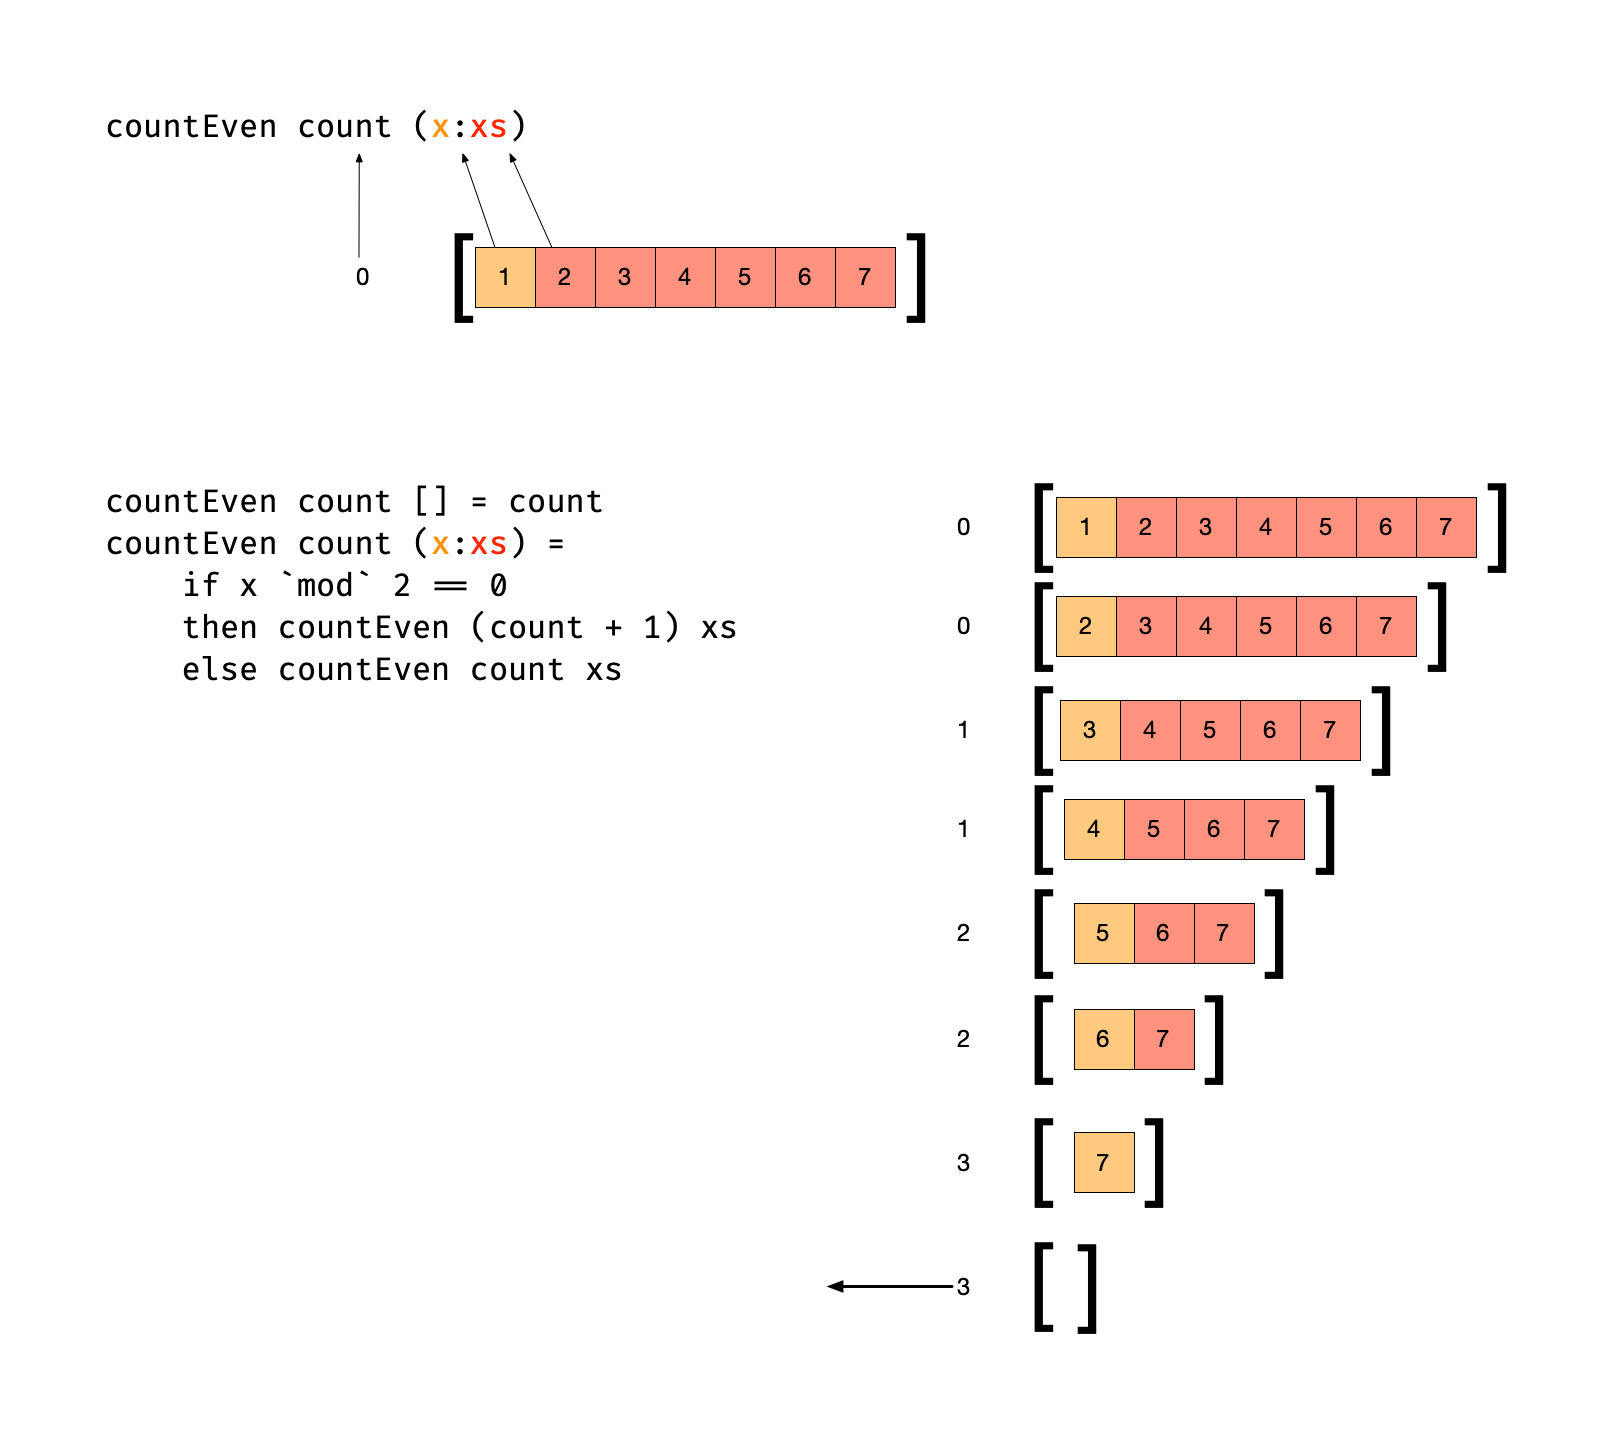 countEven count (x:xs)
0 [ 1 2 3 4 5 6 7 ]
countEven count [] = count
countEven count (x:xs) =
if x `mod` 2 == 0
then countEven (count + 1) xs
else countEven count xs
0 [ 1 2 3 4 5 6 7 ]
0 [ 2 3 4 5 6 7 ]
1 [ 3 4 5 6 7 ]
1 [ 4 5 6 7 ]
2 [ 5 6 7 ]
2 [ 6 7 ]
3 [ 7 ]
3 [ ]